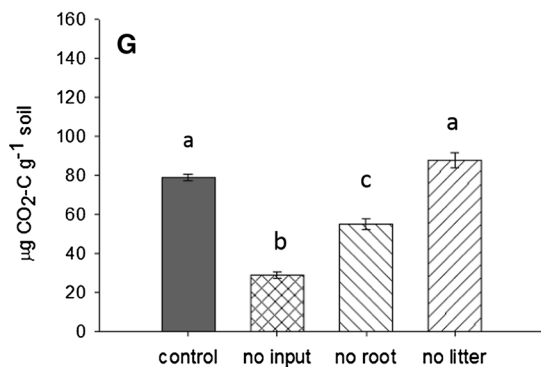 G
µg CO₂-C g⁻¹ soil
160
140
120
100
80
60
40
20
0
a
b
c
a
control no input no root no litter